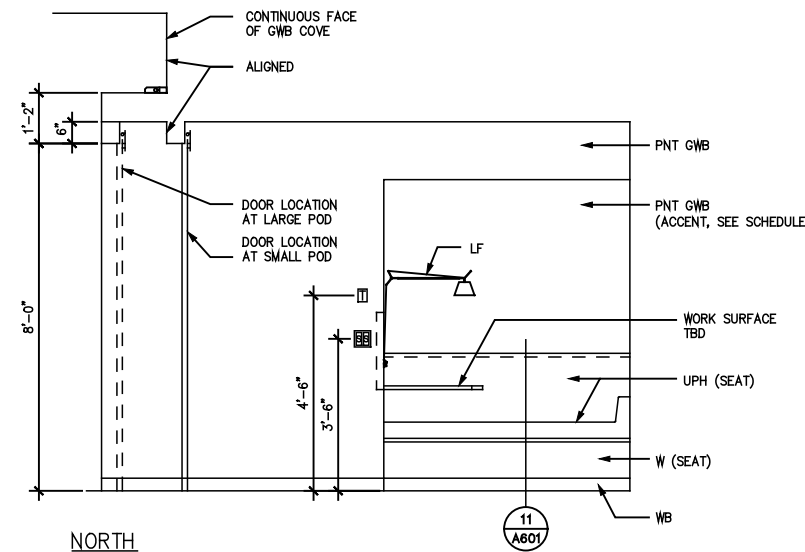 CONTINUOUS FACE
OF GWB COVE
ALIGNED
1'-2"
6"
PNT GWB
PNT GWB
(ACCENT, SEE SCHEDULE
DOOR LOCATION
AT LARGE POD
DOOR LOCATION
AT SMALL POD
LF
8'-0"
4'-6"
3'-6"
WORK SURFACE
TBD
UPH (SEAT)
W (SEAT)
WB
11
A601
NORTH